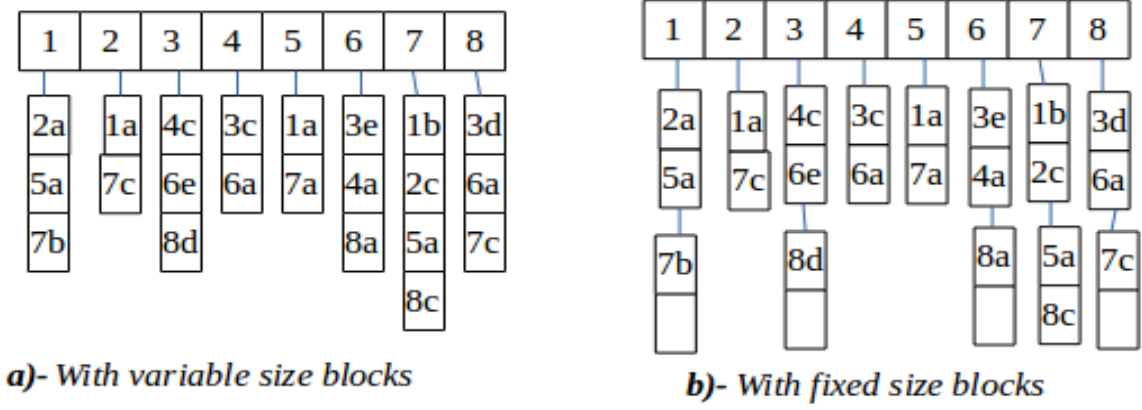 1 2 3 4 5 6 7 8
2a 1a 4c 3c 1a 3e 1b 3d
5a 7c 6e 6a 7a 4a 2c 6a
7b 8d 8a 5a 7c
8c
a)- With variable size blocks
1 2 3 4 5 6 7 8
2a 1a 4c 3c 1a 3e 1b 3d
5a 7c 6e 6a 7a 4a 2c 6a
7b 8d 8a 5a 7c
8c
b)- With fixed size blocks